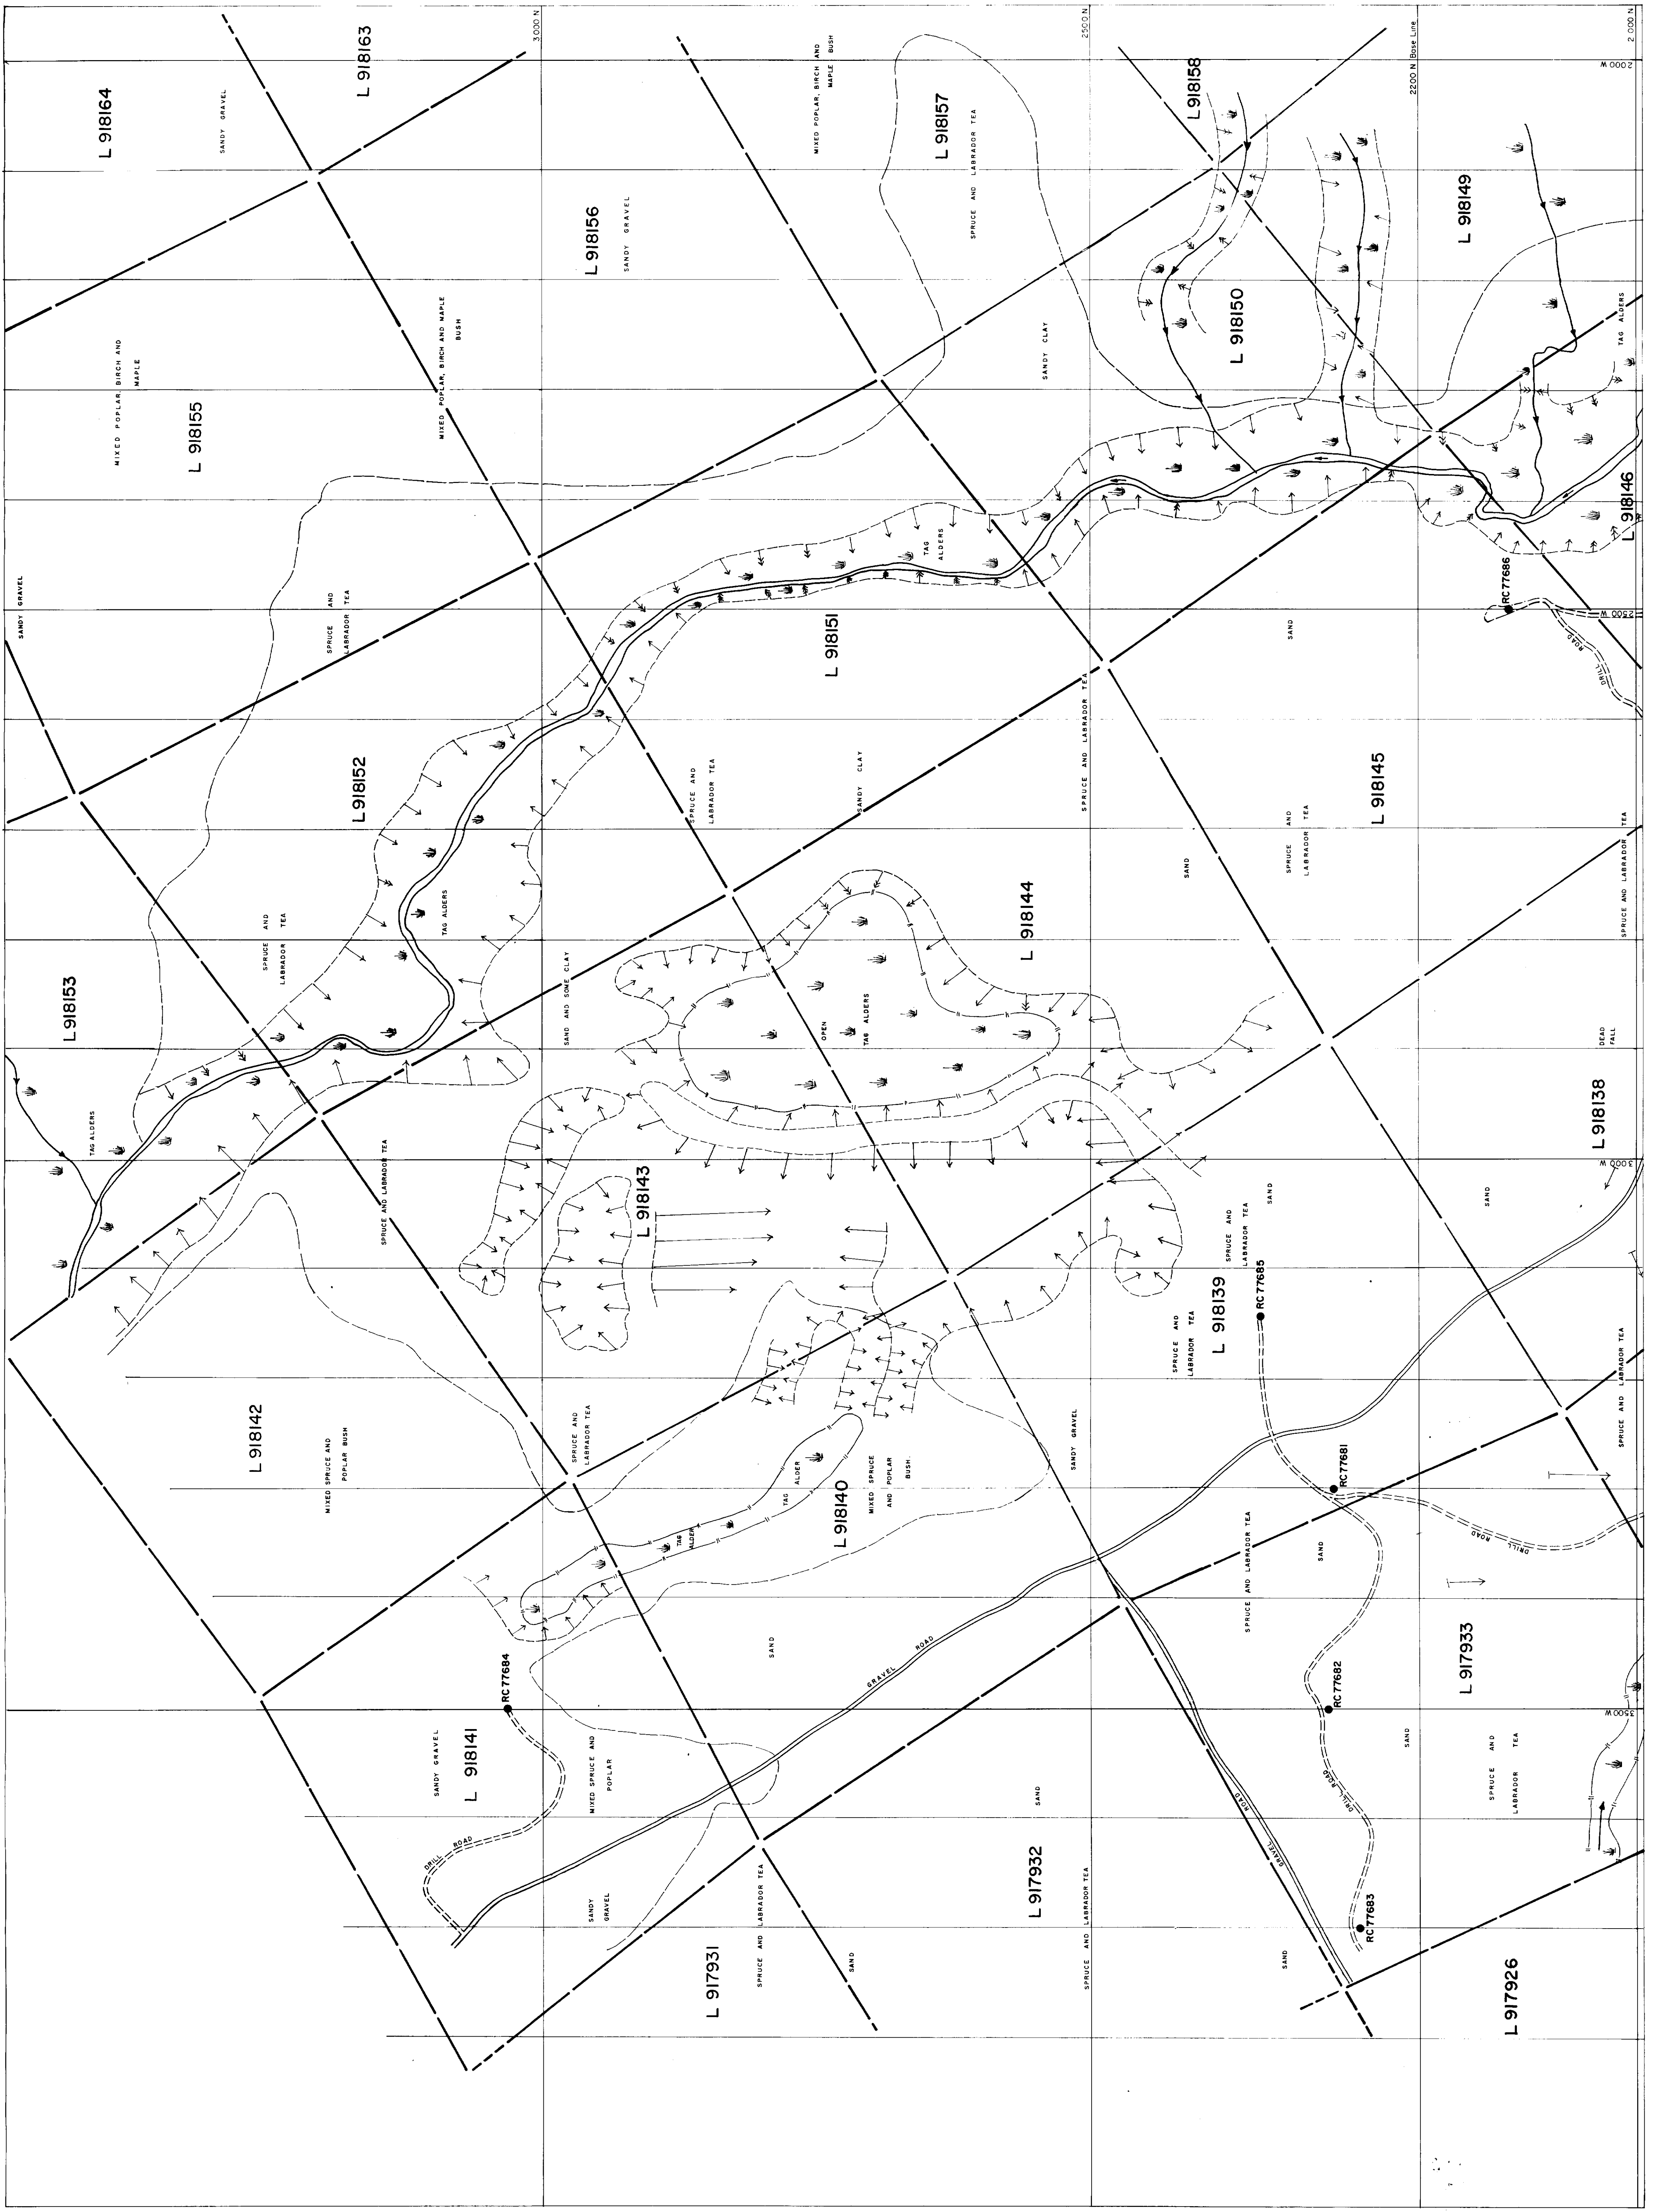 L 918164
L 918163
3000 N
2500 N
2200 N Base Line
2 000 N
2000 W
SANDY GRAVEL
MIXED POPLAR, BIRCH AND
MAPLE BUSH
L 918157
SPRUCE AND LABRADOR TEA
L 918158
L 918149
L 918156
SANDY GRAVEL
MIXED POPLAR, BIRCH AND
MAPLE
L 918155
MIXED POPLAR, BIRCH AND MAPLE
BUSH
SANDY CLAY
L 918150
TAG ALDERS
L 918146
SANDY GRAVEL
SPRUCE AND
LABRADOR TEA
TAG
ALDERS
L 918151
SAND
RC77686
2500 W
ROAD
DRILL
L 918152
SPRUCE AND
LABRADOR TEA
SANDY CLAY
SPRUCE AND LABRADOR TEA
L 918145
SPRUCE AND
LABRADOR TEA
SAND
SPRUCE AND LABRADOR TEA
L 918153
SPRUCE AND
LABRADOR TEA
TAG ALDERS
SAND AND SOME CLAY
L 918144
OPEN
TAG ALDERS
DEAD
FALL
L 918138
3000 W
TAG ALDERS
SPRUCE AND LABRADOR TEA
L 918143
SAND
SAND
SPRUCE AND
LABRADOR TEA
RC77685
L 918139
SPRUCE AND
LABRADOR TEA
SPRUCE AND LABRADOR TEA
L 918142
MIXED SPRUCE AND
POPLAR BUSH
SPRUCE AND
LABRADOR TEA
TAG
ALDER
TAG
ALDER
L 918140
MIXED SPRUCE
AND POPLAR
BUSH
SANDY GRAVEL
RC77681
ROAD
DRILL
SPRUCE AND LABRADOR TEA
SAND
L 917933
SAND
GRAVEL ROAD
RC77684
RC77682
3500 W
SANDY GRAVEL
L 918141
MIXED SPRUCE AND
POPLAR
DRILL ROAD
SAND
SAND
SPRUCE AND
LABRADOR TEA
ROAD
DRILL
ROAD
GRAVEL
L 917932
SANDY
GRAVEL
SPRUCE AND LABRADOR TEA
SPRUCE AND LABRADOR TEA
RC77683
L 917931
SAND
SAND
L 917926